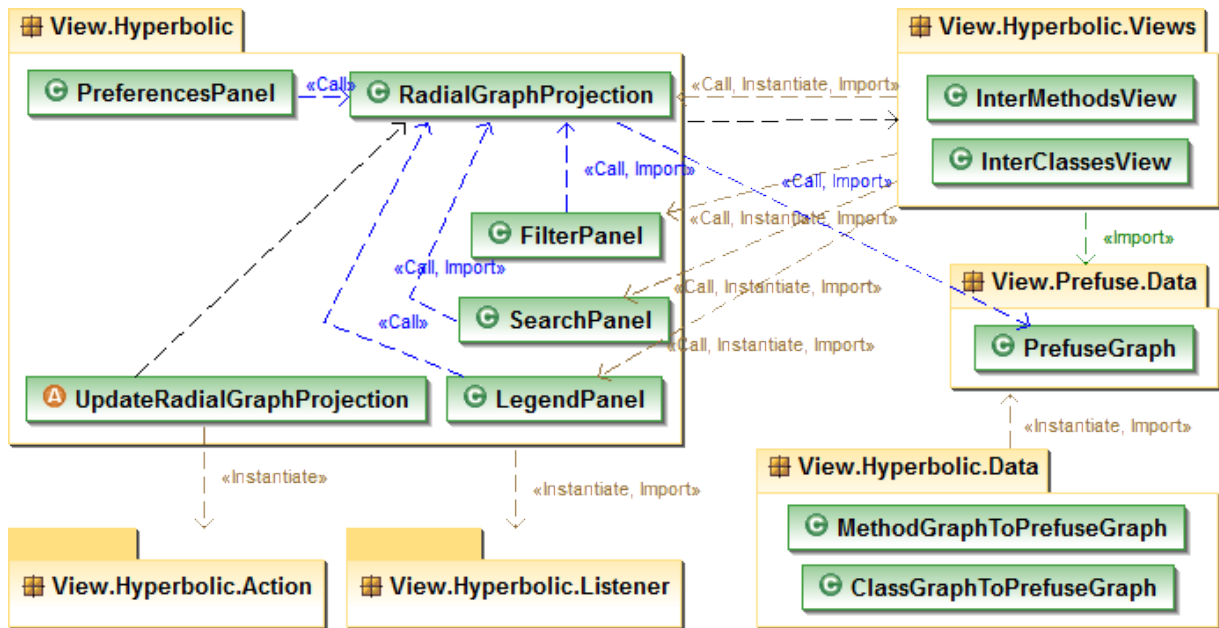 View.Hyperbolic
View.Hyperbolic.Views
C PreferencesPanel
«Call»
C RadialGraphProjection
«Call, Instantiate, Import»
C InterMethodsView
C InterClassesView
«Call, Import»
«Call, Import»
C FilterPanel
«Call, Instantiate, Import»
«Import»
«Call, Import»
View.Prefuse.Data
C SearchPanel
«Call, Instantiate, Import»
«Call»
«Call, Instantiate, Import»
C PrefuseGraph
A UpdateRadialGraphProjection
C LegendPanel
«Instantiate, Import»
View.Hyperbolic.Data
«Instantiate»
«Instantiate, Import»
C MethodGraphToPrefuseGraph
View.Hyperbolic.Action
View.Hyperbolic.Listener
C ClassGraphToPrefuseGraph